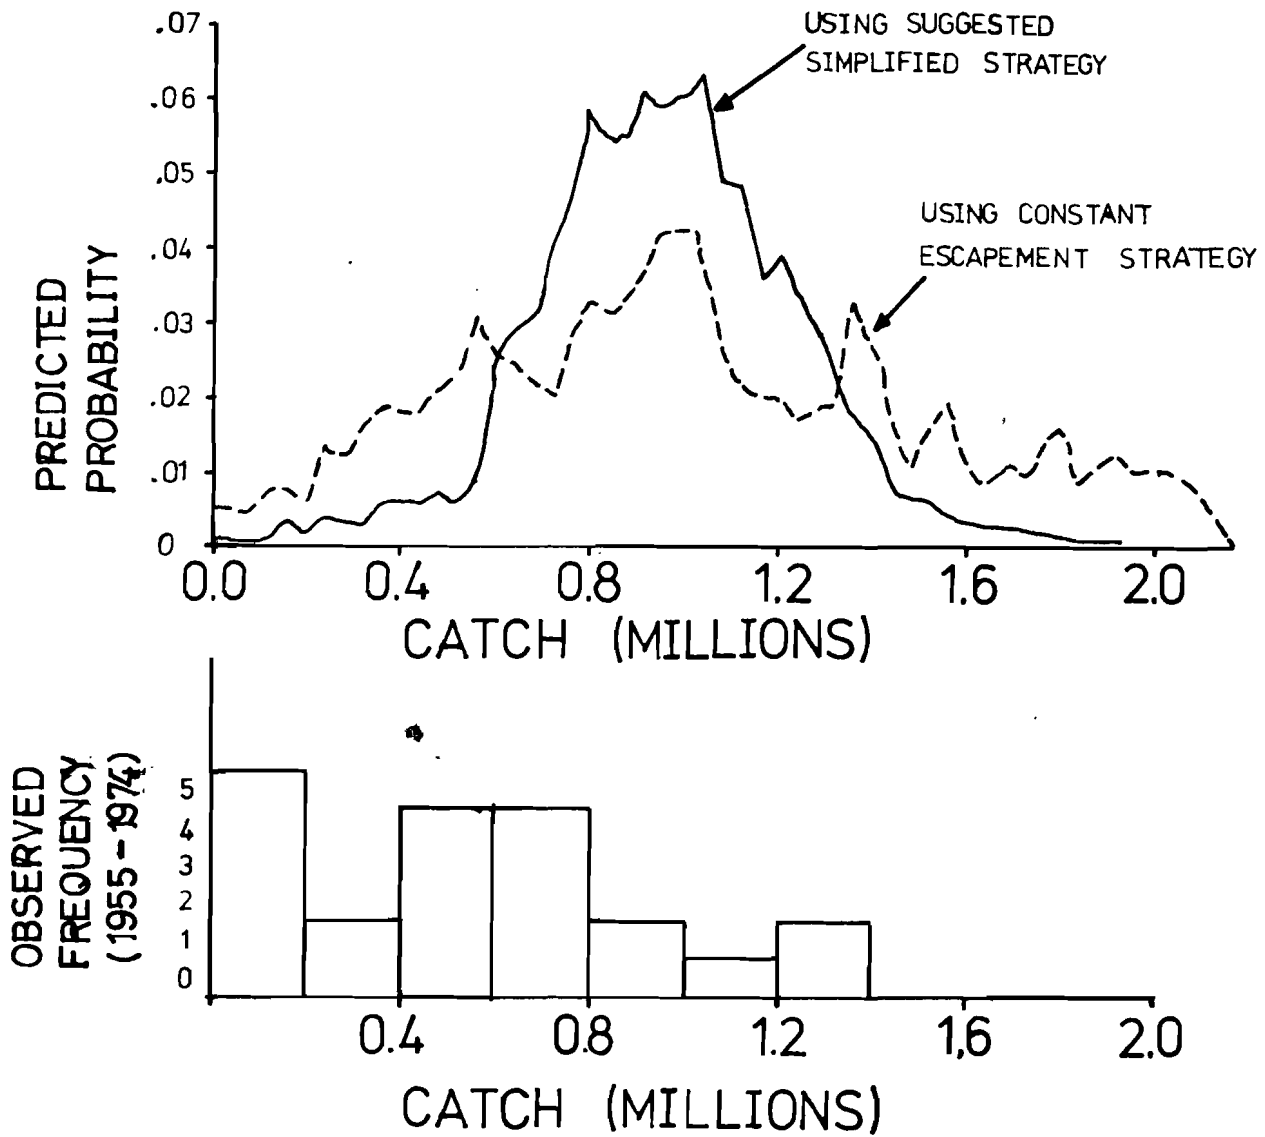 .07
.06
.05
.04
.03
.02
.01
0
PREDICTED
PROBABILITY
USING SUGGESTED
SIMPLIFIED STRATEGY
USING CONSTANT
ESCAPEMENT STRATEGY
0.0 0.4 0.8 1.2 1.6 2.0
CATCH (MILLIONS)
OBSERVED
FREQUENCY
(1955-1974)
5
4
3
2
1
0
0.4 0.8 1.2 1,6 2.0
CATCH (MILLIONS)